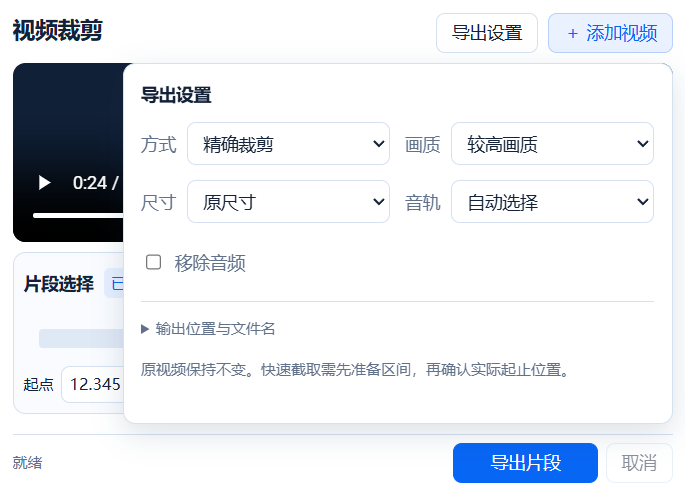 视频裁剪
导出设置
+ 添加视频
0:24 /
导出设置
方式 精确裁剪 画质 较高画质
尺寸 原尺寸 音轨 自动选择
移除音频
输出位置与文件名
原视频保持不变。快速截取需先准备区间，再确认实际起止位置。
片段选择
起点 12.345
就绪 导出片段 取消